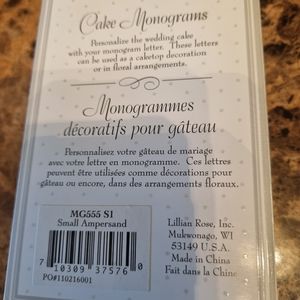 Cake Monograms
Personalize the wedding cake
with your monogram letter. These letters
can be used as a caketop decoration
or in floral arrangements.
Monogrammes
décoratifs pour gâteau
Personnalisez votre gâteau de mariage
avec votre lettre en monogramme. Ces lettres
peuvent être utilisées comme décorations pour
gâteau ou encore, dans des arrangements floraux.
MG555 S1
Small Ampersand
7 10309 37576 0
PO#110216001
Lillian Rose, Inc.
Mukwonago, WI
53149 U.S.A.
Made in China
Fait dans la Chine